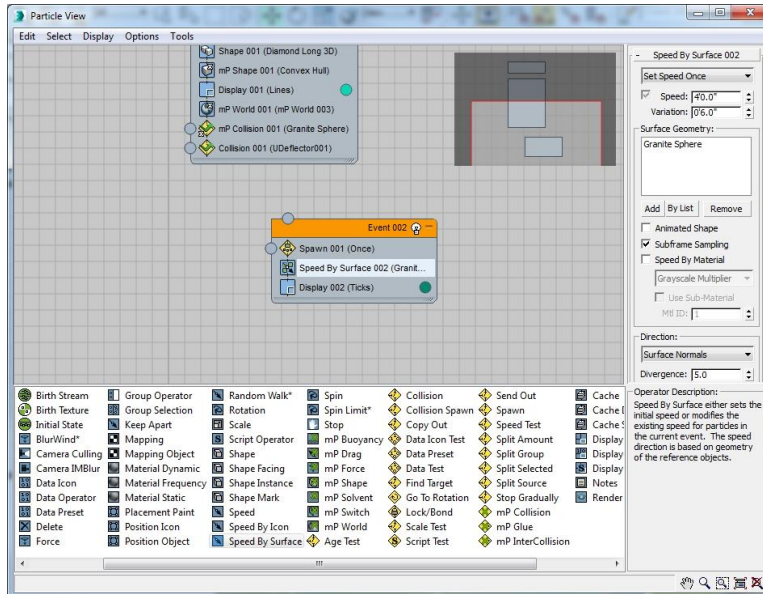 Particle View
Edit Select Display Options Tools
Shape 001 (Diamond Long 3D)
mP Shape 001 (Convex Hull)
Display 001 (Lines)
mP World 001 (mP World 003)
mP Collision 001 (Granite Sphere)
Collision 001 (UDeflector001)
Event 002
Spawn 001 (Once)
Speed By Surface 002 (Granit...
Display 002 (Ticks)
Speed By Surface 002
Set Speed Once
Speed: 4'0.0"
Variation: 0'6.0"
Surface Geometry:
Granite Sphere
Add By List Remove
Animated Shape
Subframe Sampling
Speed By Material
Grayscale Multiplier
Use Sub-Material
Mtl ID: 1
Direction:
Surface Normals
Divergence: 5.0
Birth Stream Group Operator Random Walk* Spin Collision Send Out Cache
Birth Texture Group Selection Rotation Spin Limit* Collision Spawn Spawn Cache
Initial State Keep Apart Scale Stop Copy Out Speed Test Cache
BlurWind* Mapping Script Operator mP Buoyancy Data Icon Test Split Amount Display
Camera Culling Mapping Object Shape mP Drag Data Preset Split Group Display
Camera IMBlur Material Dynamic Shape Facing mP Force Data Test Split Selected Display
Data Icon Material Frequency Shape Instance mP Shape Find Target Split Source Notes
Data Operator Material Static Shape Mark mP Solvent Go To Rotation Stop Gradually Render
Data Preset Placement Paint Speed mP Switch Lock/Bond mP Collision
Delete Position Icon Speed By Icon mP World Scale Test mP Glue
Force Position Object Speed By Surface Age Test Script Test mP InterCollision
Operator Description:
Speed By Surface either sets the
initial speed or modifies the
existing speed for particles in
the current event. The speed
direction is based on geometry
of the reference objects.